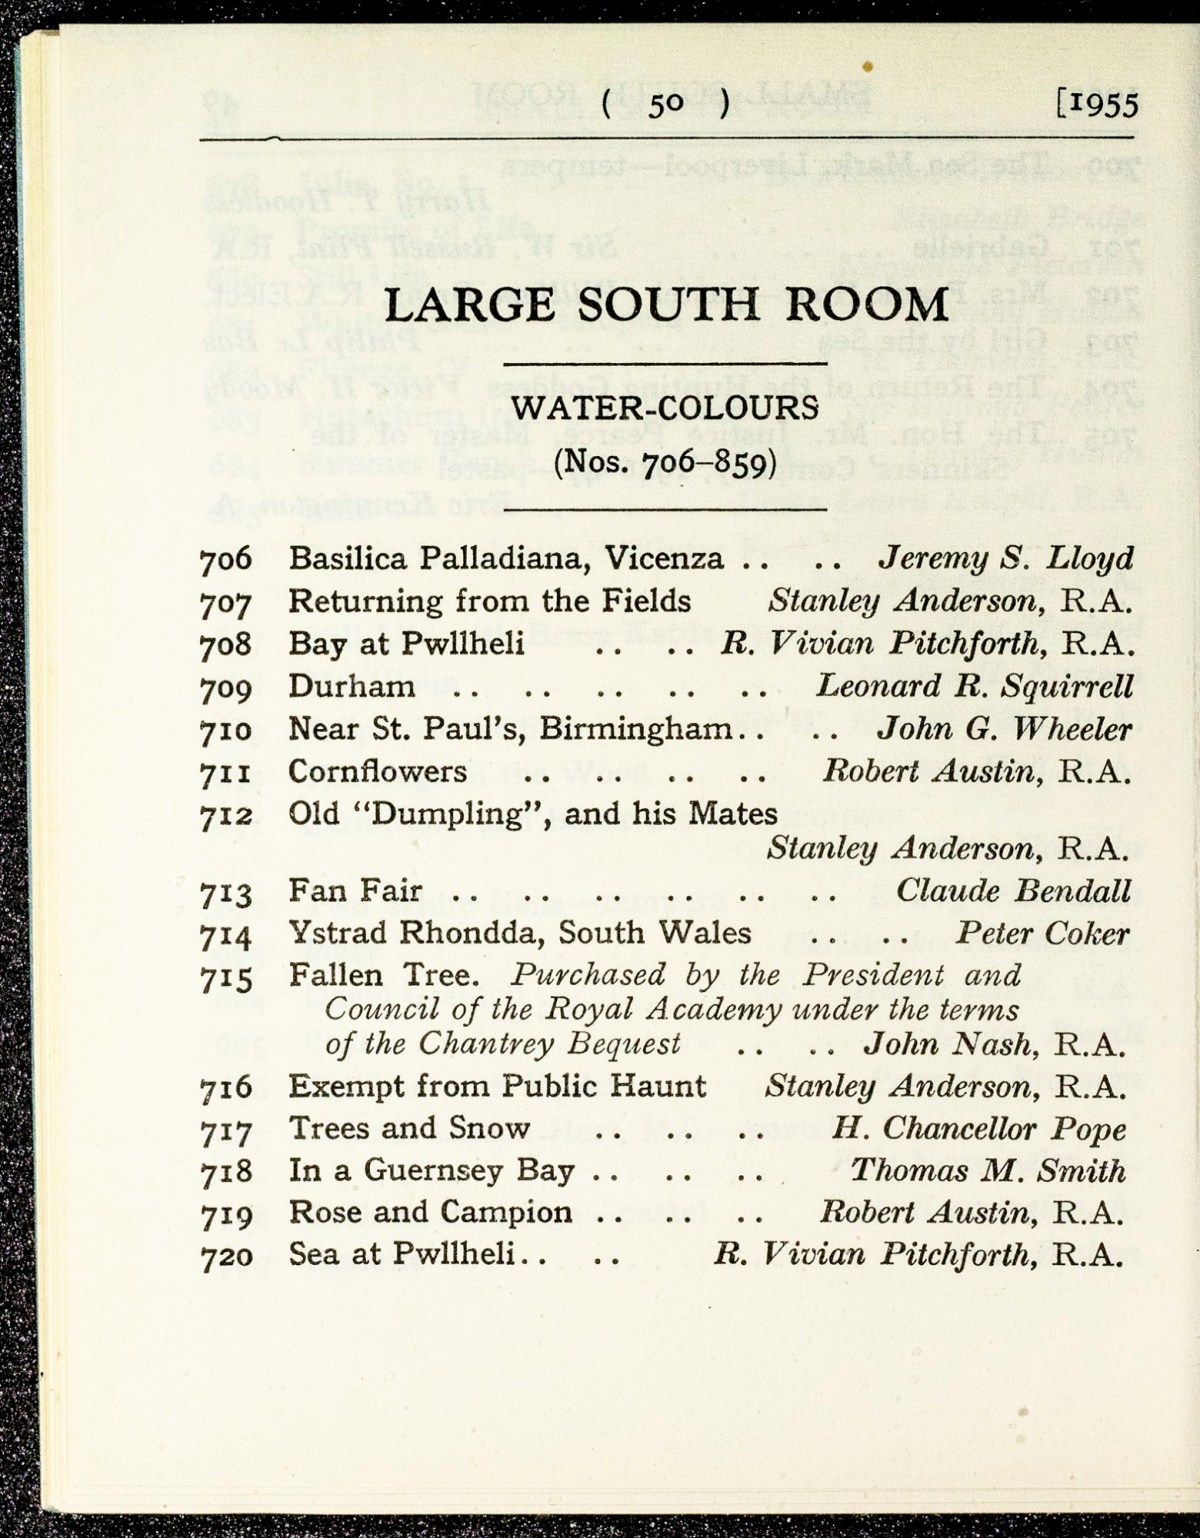 ( 50 ) [1955
LARGE SOUTH ROOM
WATER-COLOURS
(Nos. 706–859)
706 Basilica Palladiana, Vicenza .. .. Jeremy S. Lloyd
707 Returning from the Fields Stanley Anderson, R.A.
708 Bay at Pwllheli .. .. R. Vivian Pitchforth, R.A.
709 Durham .. .. .. .. .. Leonard R. Squirrell
710 Near St. Paul's, Birmingham.. .. John G. Wheeler
711 Cornflowers .. .. .. .. Robert Austin, R.A.
712 Old "Dumpling", and his Mates
Stanley Anderson, R.A.
713 Fan Fair .. .. .. .. .. .. Claude Bendall
714 Ystrad Rhondda, South Wales .. .. Peter Coker
715 Fallen Tree. Purchased by the President and
Council of the Royal Academy under the terms
of the Chantrey Bequest .. .. John Nash, R.A.
716 Exempt from Public Haunt Stanley Anderson, R.A.
717 Trees and Snow .. .. .. H. Chancellor Pope
718 In a Guernsey Bay .. .. .. Thomas M. Smith
719 Rose and Campion .. .. .. Robert Austin, R.A.
720 Sea at Pwllheli.. .. R. Vivian Pitchforth, R.A.